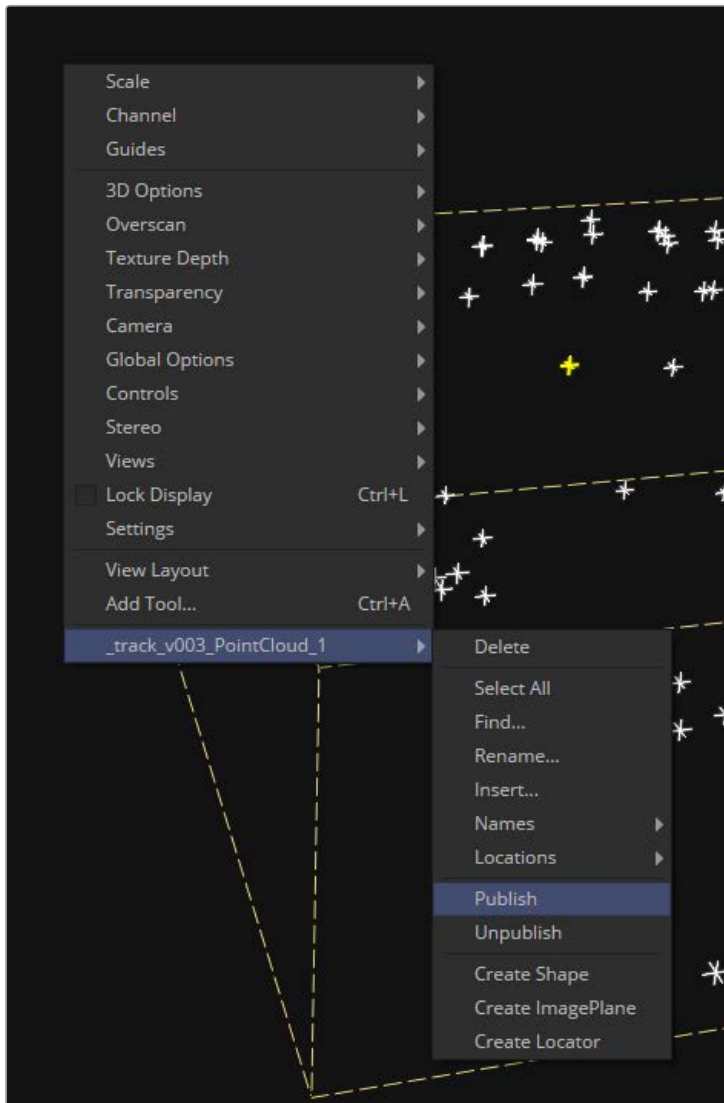 Scale
Channel
Guides
3D Options
Overscan
Texture Depth
Transparency
Camera
Global Options
Controls
Stereo
Views
Lock Display Ctrl+L
Settings
View Layout
Add Tool... Ctrl+A
_track_v003_PointCloud_1
Delete
Select All
Find...
Rename...
Insert...
Names
Locations
Publish
Unpublish
Create Shape
Create ImagePlane
Create Locator